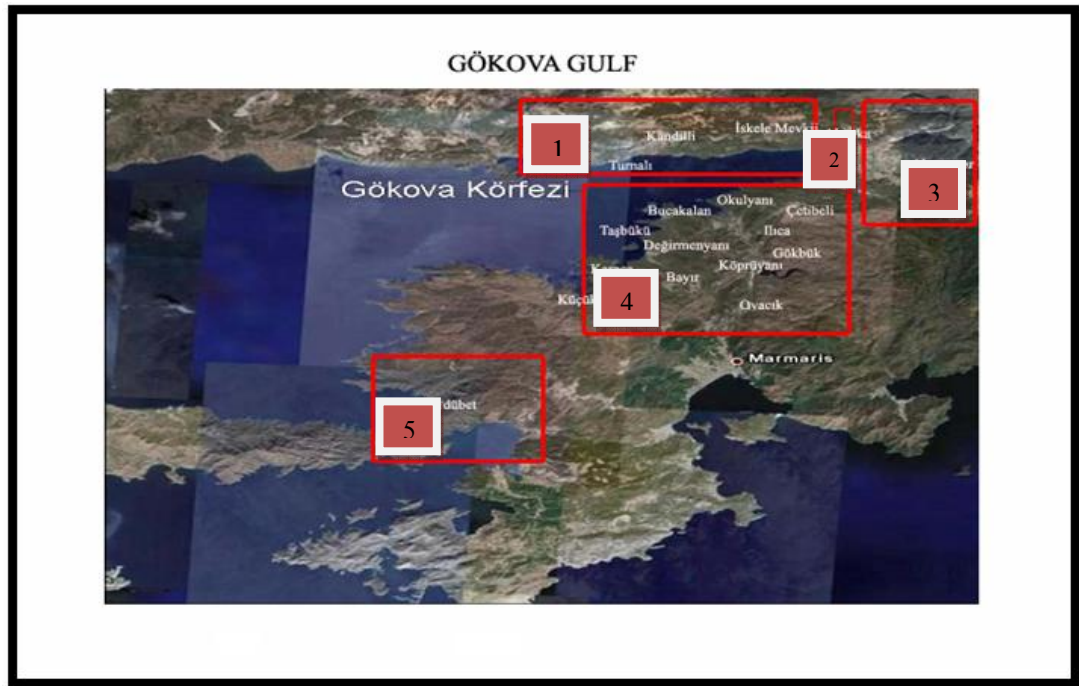 GÖKOVA GULF
Kandilli
İskele Mevkii
1
2
Turnalı
3
Gökova Körfezi
Okulyanı
Bucakalan
Çetibeli
Taşbükü
Ilıca
Değirmenyanı
Gökbük
Köprüyanı
Bayır
4
Ovacık
Marmaris
5